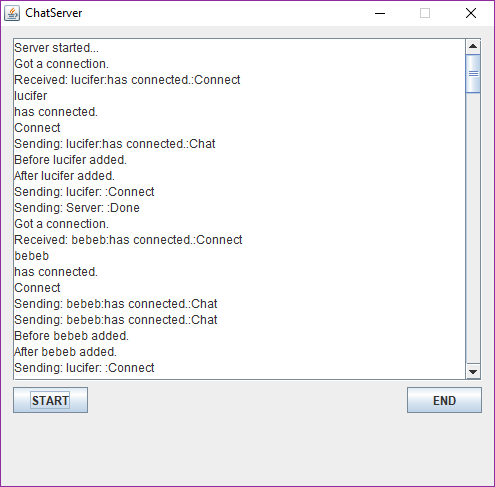 ChatServer
Server started...
Got a connection.
Received: lucifer:has connected.:Connect
lucifer
has connected.
Connect
Sending: lucifer:has connected.:Chat
Before lucifer added.
After lucifer added.
Sending: lucifer: :Connect
Sending: Server: :Done
Got a connection.
Received: bebeb:has connected.:Connect
bebeb
has connected.
Connect
Sending: bebeb:has connected.:Chat
Sending: bebeb:has connected.:Chat
Before bebeb added.
After bebeb added.
Sending: lucifer: :Connect
START
END